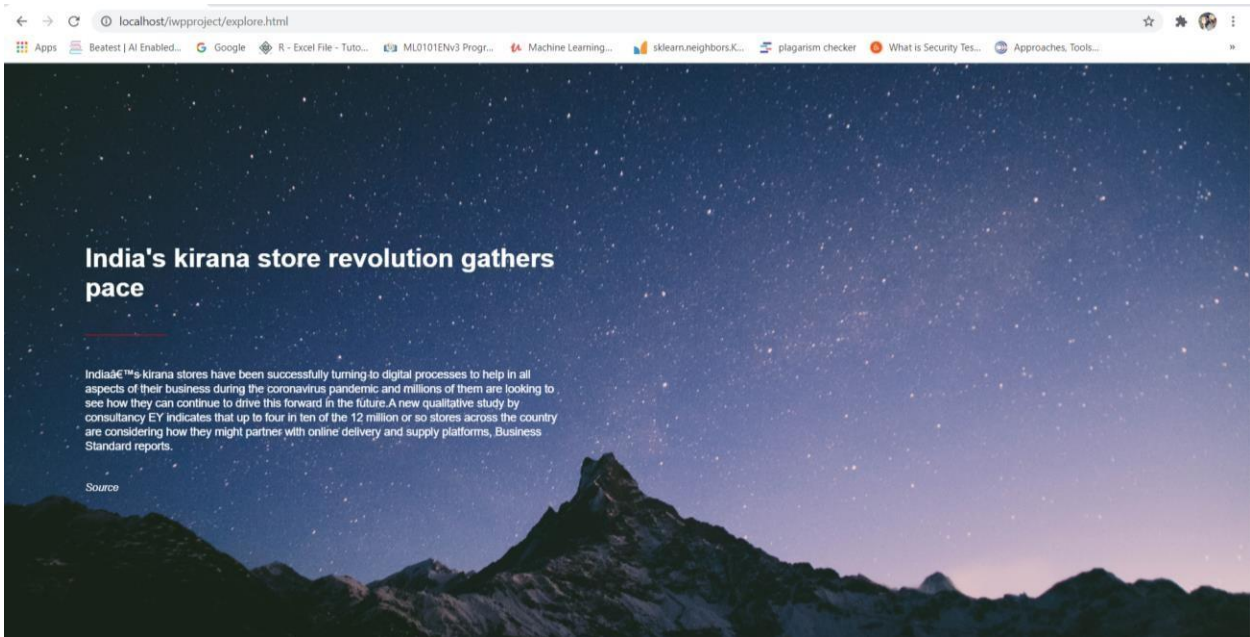 localhost/iwpproject/explore.html
Apps Beatest | AI Enabled... Google R - Excel File - Tuto... ML0101ENv3 Progr... Machine Learning... sklearn.neighbors.K... plagarism checker What is Security Tes... Approaches, Tools... »
India's kirana store revolution gathers
pace
Indiaâ€™s kirana stores have been successfully turning to digital processes to help in all
aspects of their business during the coronavirus pandemic and millions of them are looking to
see how they can continue to drive this forward in the future.A new qualitative study by
consultancy EY indicates that up to four in ten of the 12 million or so stores across the country
are considering how they might partner with online delivery and supply platforms, Business
Standard reports.
Source